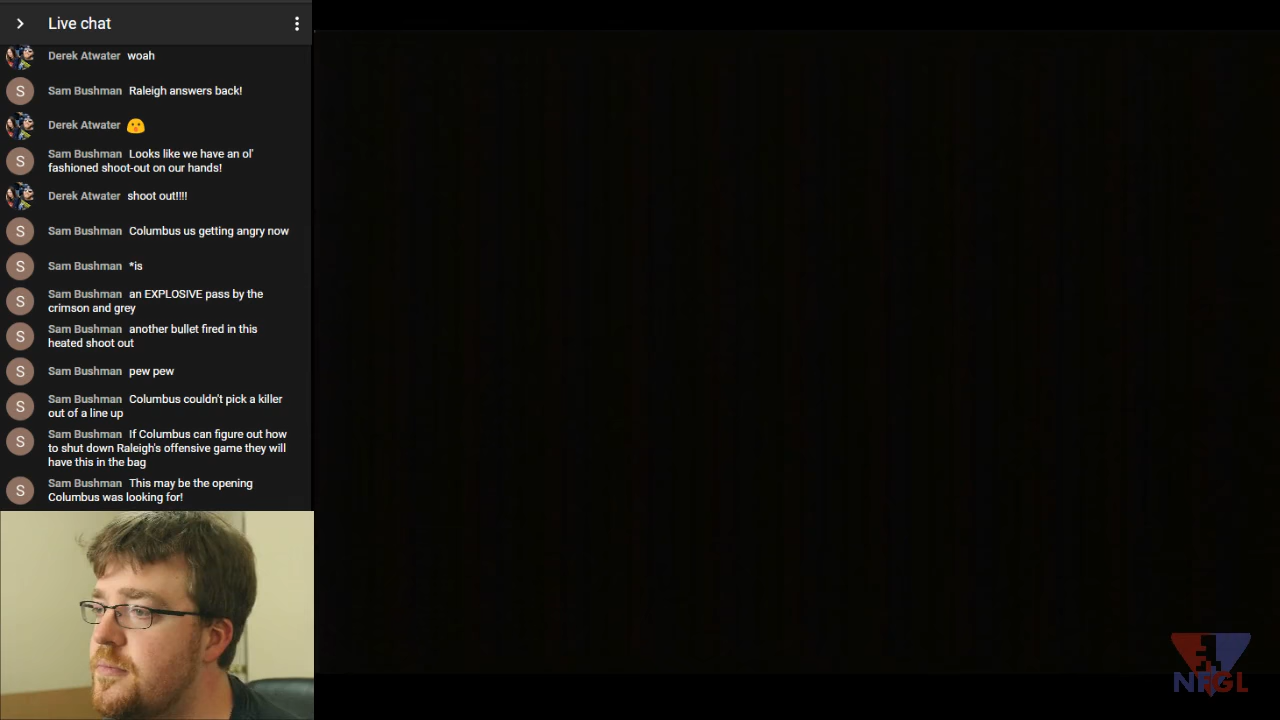 Live chat
Derek Atwater woah
Sam Bushman Raleigh answers back!
Derek Atwater
Sam Bushman Looks like we have an ol'
fashioned shoot-out on our hands!
Derek Atwater shoot out!!!!
Sam Bushman Columbus us getting angry now
Sam Bushman *is
Sam Bushman an EXPLOSIVE pass by the
crimson and grey
Sam Bushman another bullet fired in this
heated shoot out
Sam Bushman pew pew
Sam Bushman Columbus couldn't pick a killer
out of a line up
Sam Bushman If Columbus can figure out how
to shut down Raleigh's offensive game they will
have this in the bag
Sam Bushman This may be the opening
Columbus was looking for!
NFGL